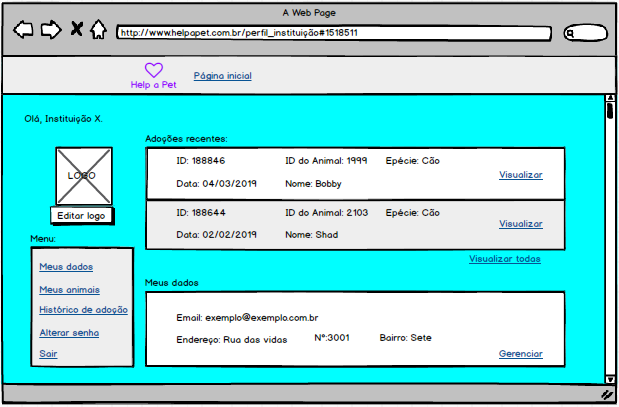 A Web Page
http://www.helpapet.com.br/perfil_instituição#1518511
Help a Pet
Página inicial
Olá, Instituição X.
LOGO
Editar logo
Menu:
Meus dados
Meus animais
Histórico de adoção
Alterar senha
Sair
Adoções recentes:
ID: 188846 ID do Animal: 1999 Epécie: Cão
Data: 04/03/2019 Nome: Bobby
Visualizar
ID: 188644 ID do Animal: 2103 Epécie: Cão
Data: 02/02/2019 Nome: Shad
Visualizar
Visualizar todas
Meus dados
Email: exemplo@exemplo.com.br
Endereço: Rua das vidas Nº:3001 Bairro: Sete
Gerenciar